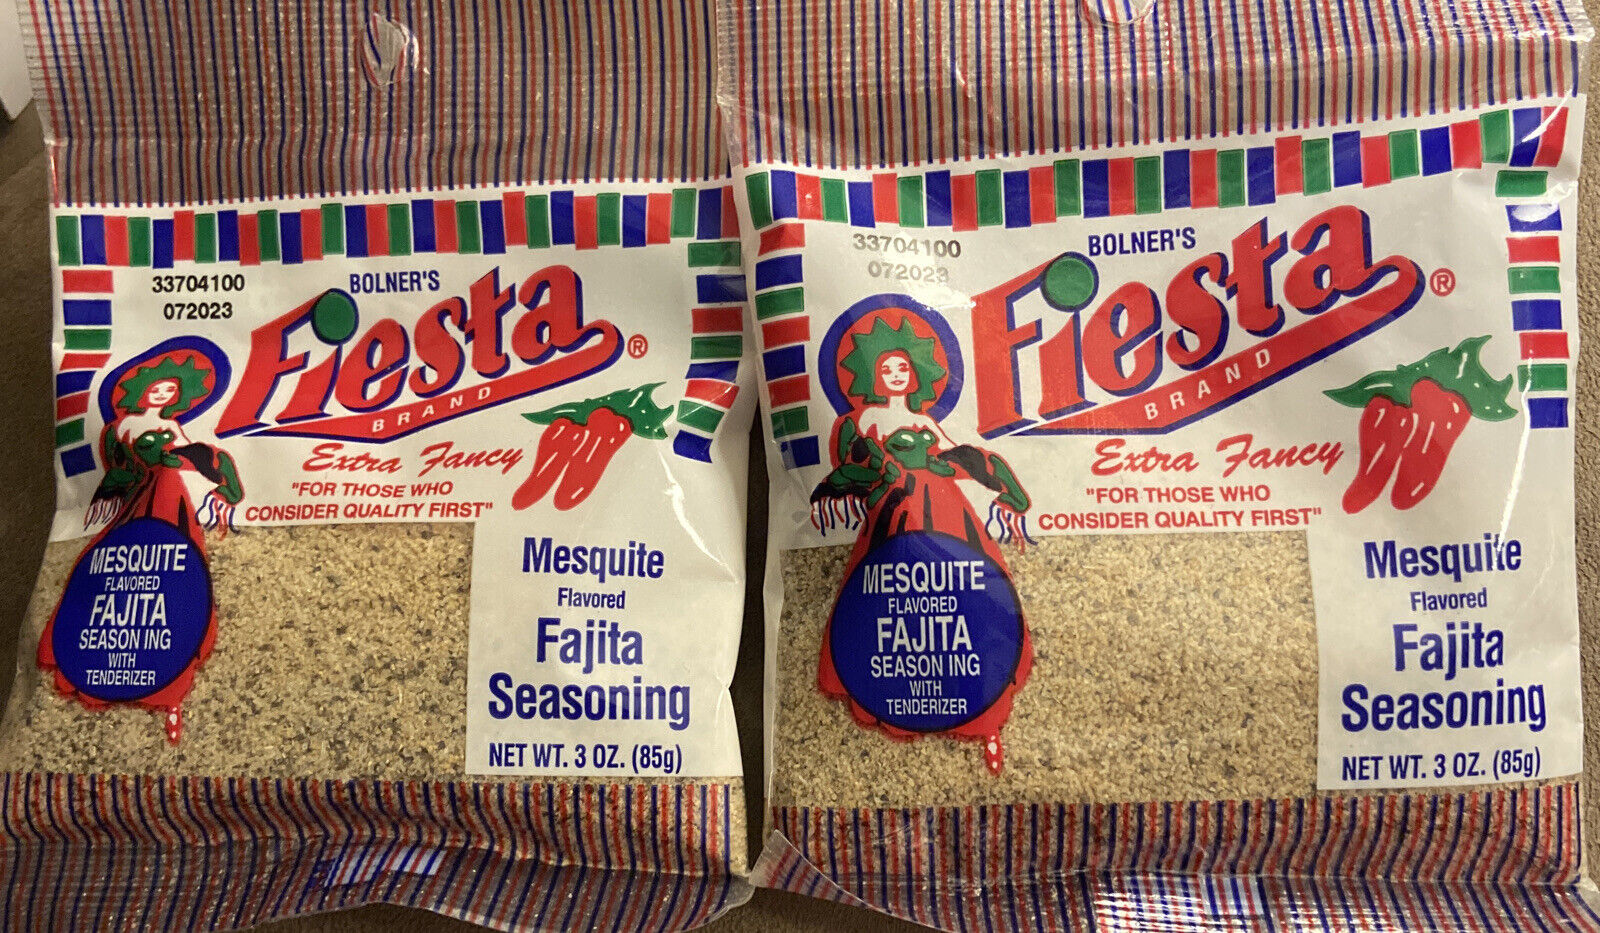 33704100
072023
BOLNER'S
Fiesta®
BRAND
Extra Fancy
"FOR THOSE WHO
CONSIDER QUALITY FIRST"
MESQUITE
FLAVORED
FAJITA
SEASON ING
WITH
TENDERIZER
Mesquite
Flavored
Fajita
Seasoning
NET WT. 3 OZ. (85g)
33704100
072023
BOLNER'S
Fiesta®
BRAND
Extra Fancy
"FOR THOSE WHO
CONSIDER QUALITY FIRST"
MESQUITE
FLAVORED
FAJITA
SEASON ING
WITH
TENDERIZER
Mesquite
Flavored
Fajita
Seasoning
NET WT. 3 OZ. (85g)